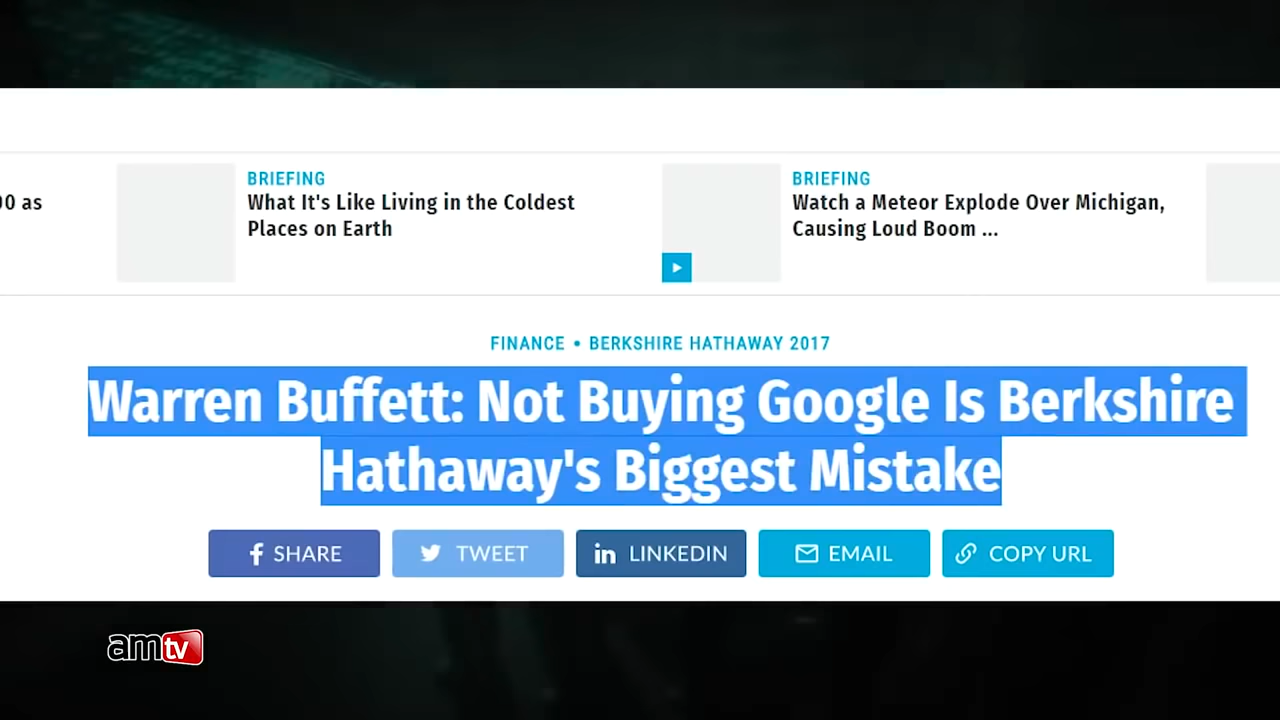 00 as
BRIEFING
What It's Like Living in the Coldest
Places on Earth
BRIEFING
Watch a Meteor Explode Over Michigan,
Causing Loud Boom ...
FINANCE • BERKSHIRE HATHAWAY 2017
Warren Buffett: Not Buying Google Is Berkshire
Hathaway's Biggest Mistake
SHARE
TWEET
LINKEDIN
EMAIL
COPY URL
amtv